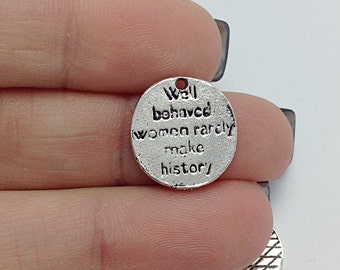 Well
behaved
women rarely
make
history